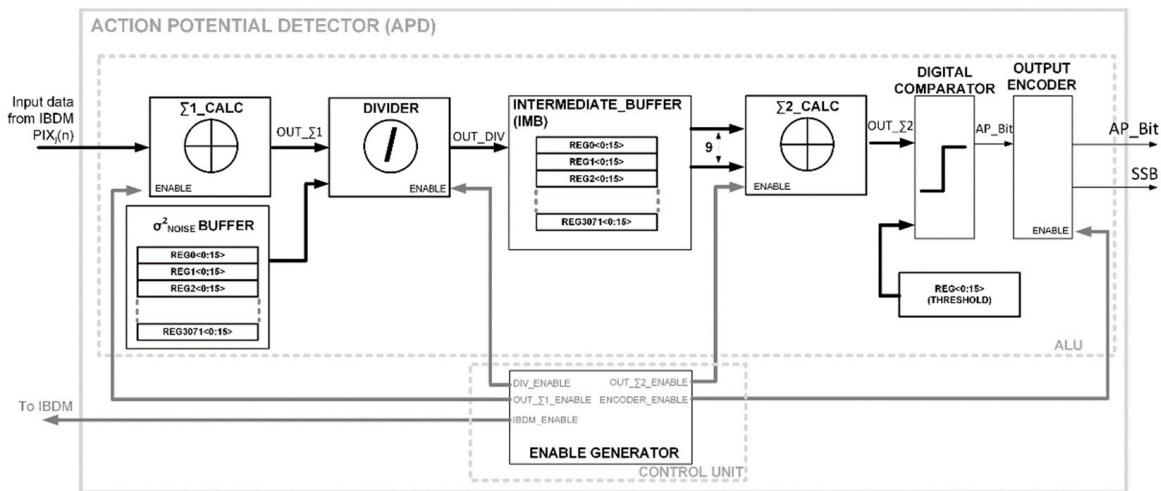 ACTION POTENTIAL DETECTOR (APD)
Input data
from IBDM
PIXj(n)
∑1_CALC
ENABLE
OUT_∑1
σ²NOISE BUFFER
REG0<0:15>
REG1<0:15>
REG2<0:15>
REG3071<0:15>
DIVIDER
ENABLE
OUT_DIV
INTERMEDIATE_BUFFER
(IMB)
REG0<0:15>
REG1<0:15>
REG2<0:15>
REG3071<0:15>
9
∑2_CALC
ENABLE
OUT_∑2
DIGITAL
COMPARATOR
AP_Bit
REG<0:15>
(THRESHOLD)
OUTPUT
ENCODER
ENABLE
AP_Bit
SSB
ALU
DIV_ENABLE
OUT_∑1_ENABLE
IBDM_ENABLE
OUT_∑2_ENABLE
ENCODER_ENABLE
ENABLE GENERATOR
CONTROL UNIT
To IBDM